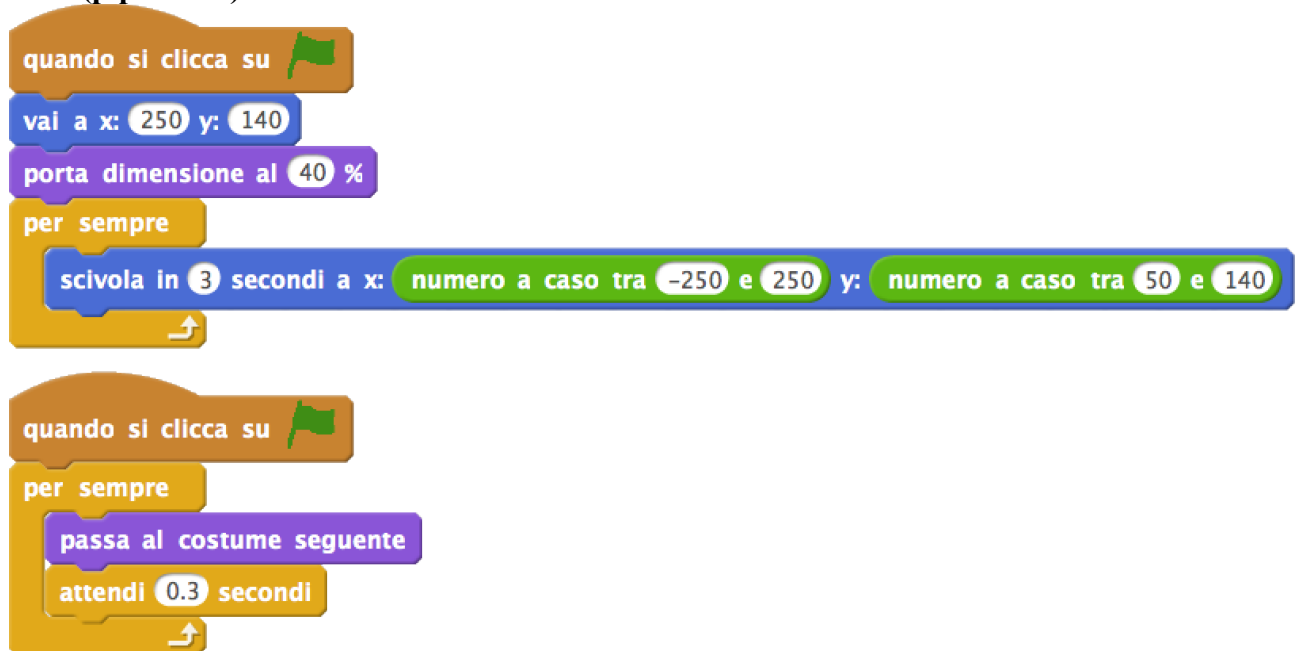 quando si clicca su
vai a x: 250 y: 140
porta dimensione al 40 %
per sempre
scivola in 3 secondi a x: numero a caso tra -250 e 250 y: numero a caso tra 50 e 140
quando si clicca su
per sempre
passa al costume seguente
attendi 0.3 secondi